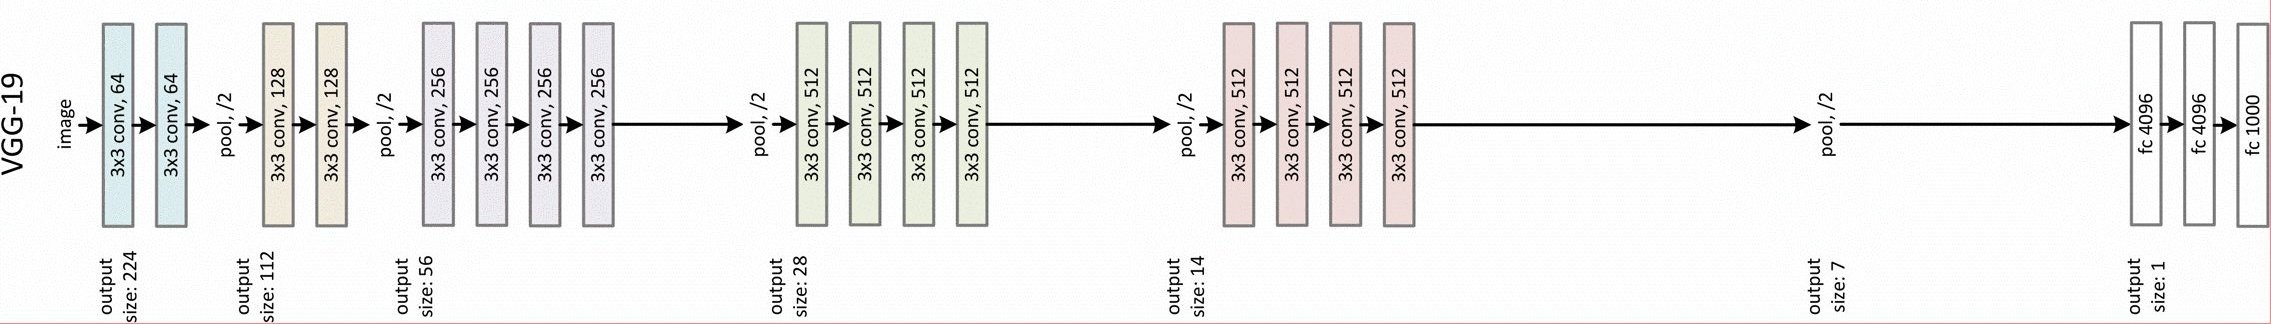 VGG-19
image
3x3 conv, 64
3x3 conv, 64
pool, /2
3x3 conv, 128
3x3 conv, 128
pool, /2
3x3 conv, 256
3x3 conv, 256
3x3 conv, 256
3x3 conv, 256
pool, /2
3x3 conv, 512
3x3 conv, 512
3x3 conv, 512
3x3 conv, 512
pool, /2
3x3 conv, 512
3x3 conv, 512
3x3 conv, 512
3x3 conv, 512
pool, /2
fc 4096
fc 4096
fc 1000
output
size: 224
output
size: 112
output
size: 56
output
size: 28
output
size: 14
output
size: 7
output
size: 1